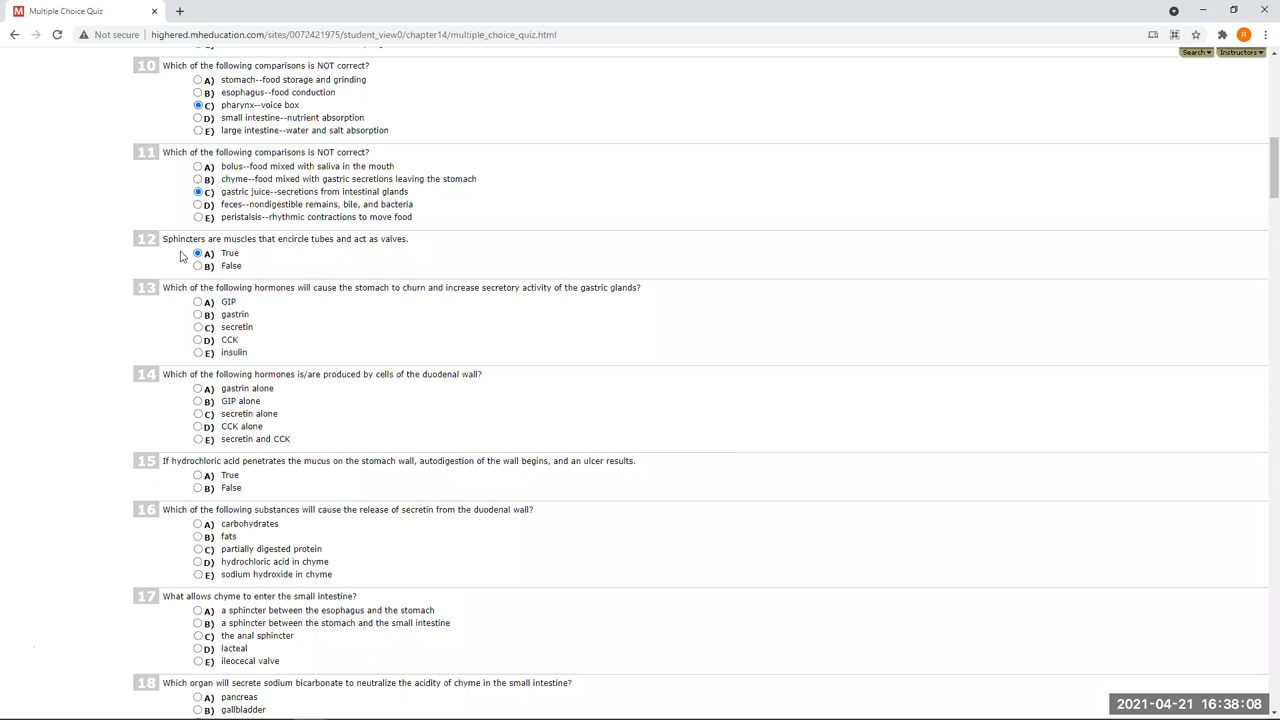 Multiple Choice Quiz
Not secure | highered.mheducation.com/sites/0072421975/student_view0/chapter14/multiple_choice_quiz.html
Search Instructors
10 Which of the following comparisons is NOT correct?
A) stomach--food storage and grinding
B) esophagus--food conduction
C) pharynx--voice box
D) small intestine--nutrient absorption
E) large intestine--water and salt absorption
11 Which of the following comparisons is NOT correct?
A) bolus--food mixed with saliva in the mouth
B) chyme--food mixed with gastric secretions leaving the stomach
C) gastric juice--secretions from intestinal glands
D) feces--nondigestible remains, bile, and bacteria
E) peristalsis--rhythmic contractions to move food
12 Sphincters are muscles that encircle tubes and act as valves.
A) True
B) False
13 Which of the following hormones will cause the stomach to churn and increase secretory activity of the gastric glands?
A) GIP
B) gastrin
C) secretin
D) CCK
E) insulin
14 Which of the following hormones is/are produced by cells of the duodenal wall?
A) gastrin alone
B) GIP alone
C) secretin alone
D) CCK alone
E) secretin and CCK
15 If hydrochloric acid penetrates the mucus on the stomach wall, autodigestion of the wall begins, and an ulcer results.
A) True
B) False
16 Which of the following substances will cause the release of secretin from the duodenal wall?
A) carbohydrates
B) fats
C) partially digested protein
D) hydrochloric acid in chyme
E) sodium hydroxide in chyme
17 What allows chyme to enter the small intestine?
A) a sphincter between the esophagus and the stomach
B) a sphincter between the stomach and the small intestine
C) the anal sphincter
D) lacteal
E) ileocecal valve
18 Which organ will secrete sodium bicarbonate to neutralize the acidity of chyme in the small intestine?
A) pancreas
B) gallbladder
2021-04-21 16:38:08